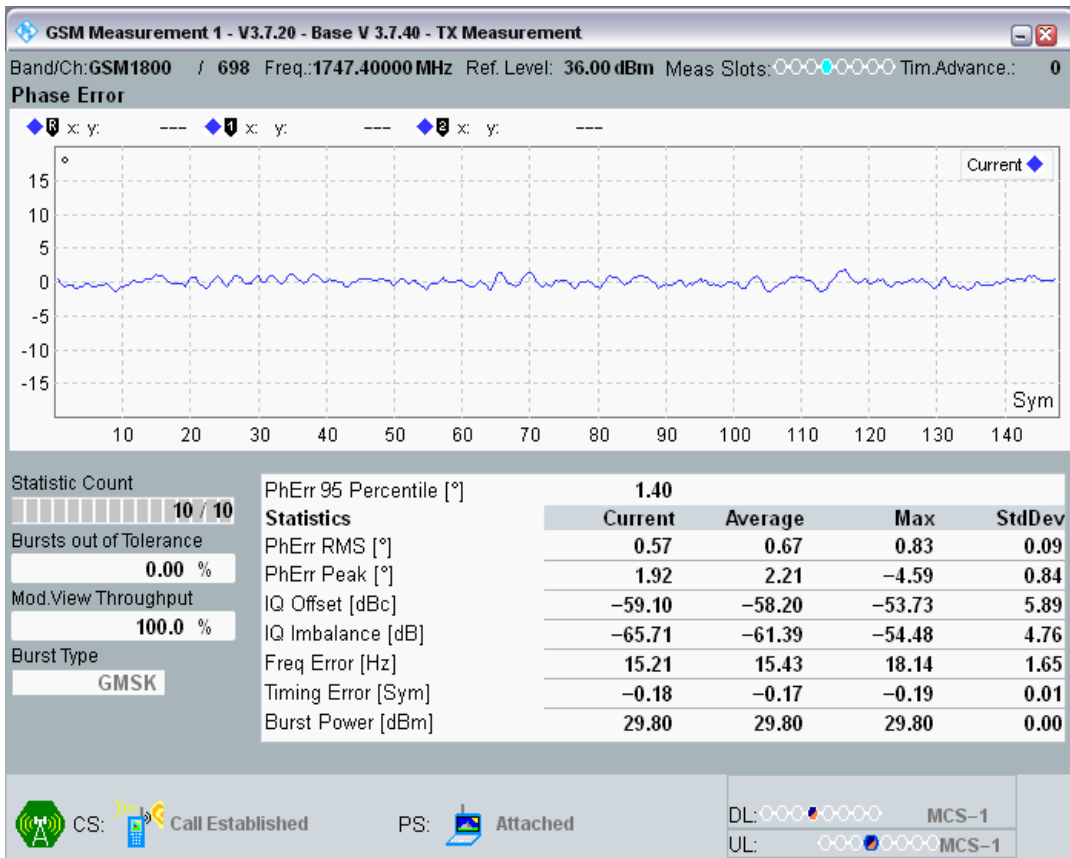 GSM Measurement 1 - V3.7.20 - Base V 3.7.40 - TX Measurement
Band/Ch:GSM1800 / 698 Freq.:1747.40000 MHz Ref. Level: 36.00 dBm Meas Slots: Tim.Advance.: 0
Phase Error
R x: y: --- 1 x: y: --- 2 x: y: ---
°
Current
15
10
5
0
-5
-10
-15
Sym
10 20 30 40 50 60 70 80 90 100 110 120 130 140
Statistic Count
10 / 10
Bursts out of Tolerance
0.00 %
Mod.View Throughput
100.0 %
Burst Type
GMSK
PhErr 95 Percentile [°] 1.40
Statistics Current Average Max StdDev
PhErr RMS [°] 0.57 0.67 0.83 0.09
PhErr Peak [°] 1.92 2.21 −4.59 0.84
IQ Offset [dBc] −59.10 −58.20 −53.73 5.89
IQ Imbalance [dB] −65.71 −61.39 −54.48 4.76
Freq Error [Hz] 15.21 15.43 18.14 1.65
Timing Error [Sym] −0.18 −0.17 −0.19 0.01
Burst Power [dBm] 29.80 29.80 29.80 0.00
CS: Call Established PS: Attached
DL: MCS−1
UL: MCS−1